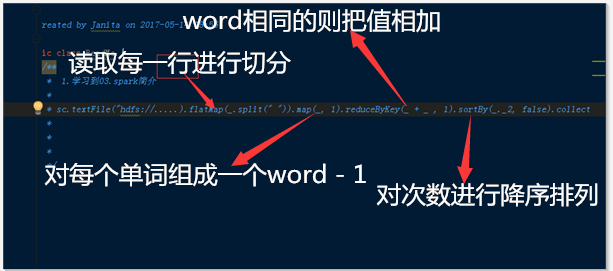 word相同的则把值相加
reated by Janita on 2017-05-1
ic class
读取每一行进行切分
/**
* 1.学习到03.spark简介
*
* sc.textFile("hdfs://.....).flatMap(_.split(" ")).map(_, 1).reduceByKey(_ + _ , 1).sortBy(_._2, false).collect
*
*
*
对每个单词组成一个word - 1
对次数进行降序排列